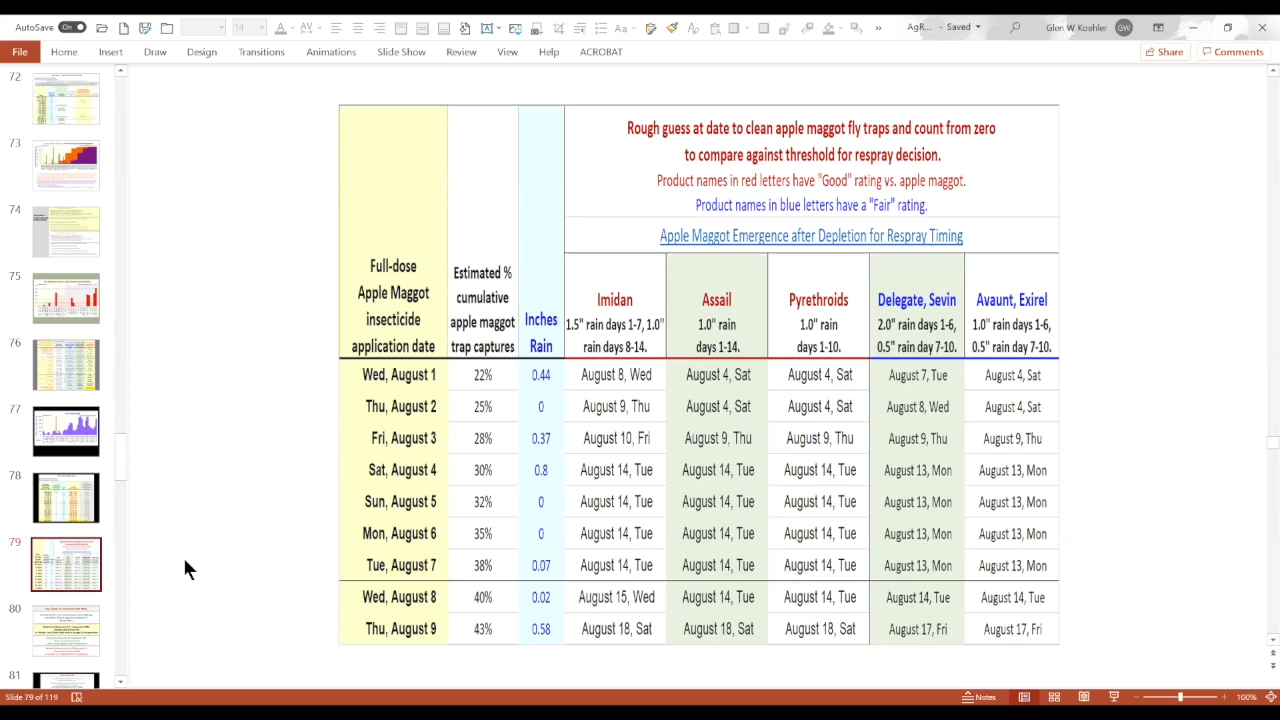 AutoSave On 14 Aa AgR... - Saved Glen W Koehler GW
File Home Insert Draw Design Transitions Animations Slide Show Review View Help ACROBAT Share Comments
72
73
74
75
76
77
78
79
80
81
Rough guess at date to clean apple maggot fly traps and count from zero
to compare against threshold for respray
Product names in red letters have "Good" rating vs. apple maggot.
Product names in blue letters have a "Fair" rating.
Apple Maggot Emergence after Depletion for Respray Timing
Full-dose Apple Maggot insecticide application date
Estimated % cumulative apple maggot trap captures
Inches Rain
Imidan 1.5" rain days 1-7, 1.0" rain days 8-14.
Assail 1.0" rain days 1-14.
Pyrethroids 1.0" rain days 1-10.
Delegate, Sevin 2.0" rain days 1-6, 0.5" rain days
Avaunt, Exirel 1.0" rain days 1-6, 0.5" rain day 7-10.
Wed, August 1 22% 0.44 August 8, Wed August 4, Sat August 4, Sat August August 4, Sat
Thu, August 2 25% 0 August 9, Thu August 4, Sat August 4, Sat August 8, Wed August 4, Sat
Fri, August 3 28% 0.37 August 10, Fri August 9, Thu August 9, Thu August 9, Thu August 9, Thu
Sat, August 4 30% 0.8 August 14, Tue August 14, Tue August 14, Tue August 13, Mon August 13, Mon
Sun, August 5 32% 0 August 14, Tue August 14, Tue August 14, Tue August 13, Mon August 13, Mon
Mon, August 6 35% 0 August 14, Tue August 14, Tue August 14, Tue August 13, Mon August 13, Mon
Tue, August 7 37% 0.07 August 14, Tue August 14, Tue August 14, Tue August 13, Mon August 13, Mon
Wed, August 8 40% 0.02 August 15, Wed August 14, Tue August 14, Tue August 14, Tue August 14, Tue
Thu, August 9 43% 0.58 August 18, Sat August August August August 17, Fri
Slide 79 of 119 Notes 100%